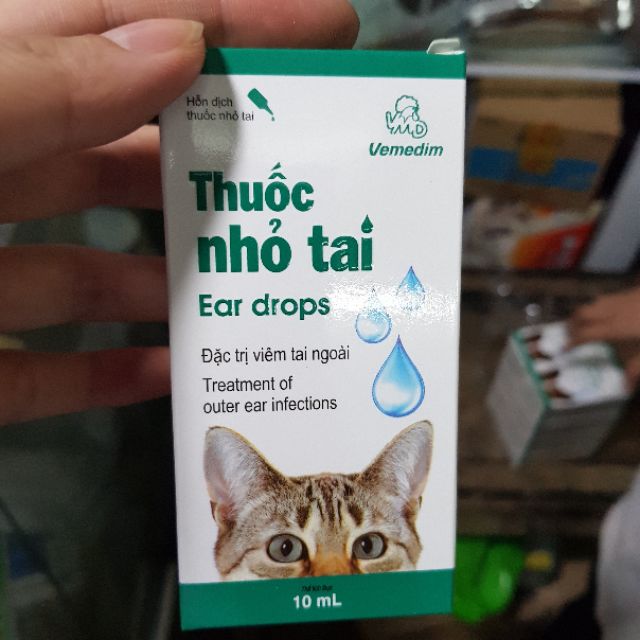 Hỗn dịch
thuốc nhỏ tai
VMD
Vemedim
Thuốc
nhỏ tai
Ear drops
Đặc trị viêm tai ngoài
Treatment of
outer ear infections
10 mL